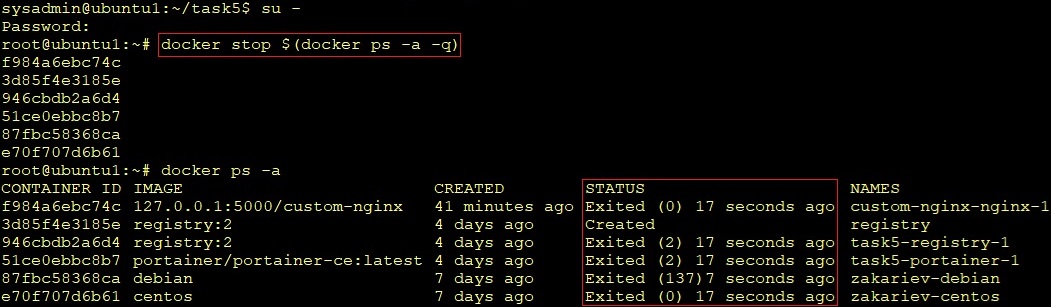 sysadmin@ubuntu1:~/task5$ su -
Password:
root@ubuntu1:~# docker stop $(docker ps -a -q)
f984a6ebc74c
3d85f4e3185e
946cbdb2a6d4
51ce0ebbc8b7
87fbc58368ca
e70f707d6b61
root@ubuntu1:~# docker ps -a
CONTAINER ID IMAGE CREATED STATUS NAMES
f984a6ebc74c 127.0.0.1:5000/custom-nginx 41 minutes ago Exited (0) 17 seconds ago custom-nginx-nginx-1
3d85f4e3185e registry:2 4 days ago Created registry
946cbdb2a6d4 registry:2 4 days ago Exited (2) 17 seconds ago task5-registry-1
51ce0ebbc8b7 portainer/portainer-ce:latest 4 days ago Exited (2) 17 seconds ago task5-portainer-1
87fbc58368ca debian 7 days ago Exited (137)7 seconds ago zakariev-debian
e70f707d6b61 centos 7 days ago Exited (0) 17 seconds ago zakariev-centos